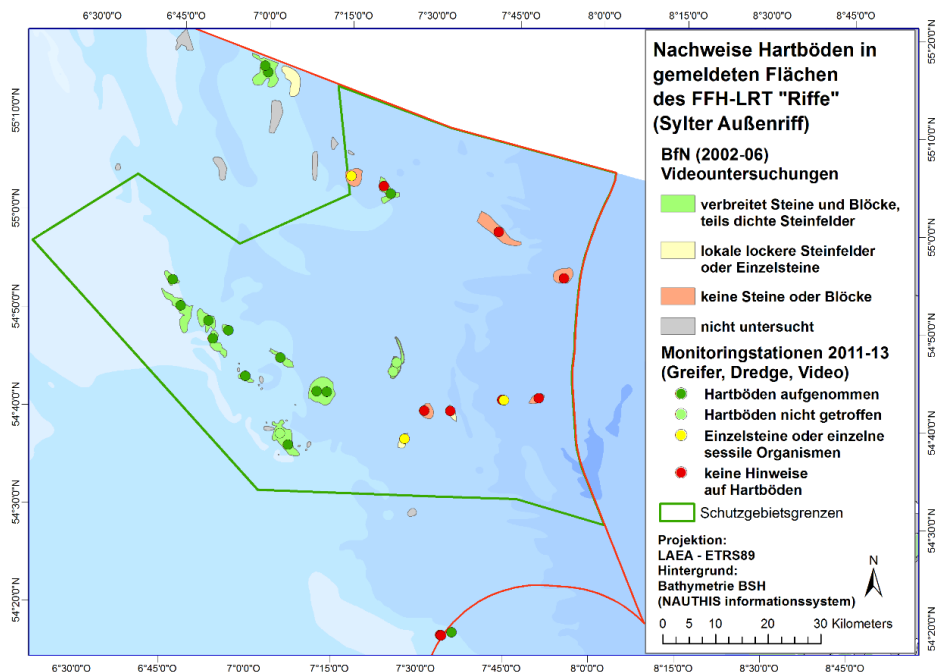 6°30'0"O 6°45'0"O 7°0'0"O 7°15'0"O 7°30'0"O 7°45'0"O 8°0'0"O 8°15'0"O 8°30'0"O 8°45'0"O
55°10'0"N
55°0'0"N
54°50'0"N
54°40'0"N
54°30'0"N
54°20'0"N
Nachweise Hartböden in
gemeldeten Flächen
des FFH-LRT "Riffe"
(Sylter Außenriff)
BfN (2002-06)
Videountersuchungen
verbreitet Steine und Blöcke,
teils dichte Steinfelder
lokale lockere Steinfelder
oder Einzelsteine
keine Steine oder Blöcke
nicht untersucht
Monitoringstationen 2011-13
(Greifer, Dredge, Video)
Hartböden aufgenommen
Hartböden nicht getroffen
Einzelsteine oder einzelne
sessile Organismen
keine Hinweise
auf Hartböden
Schutzgebietsgrenzen
Projektion:
LAEA - ETRS89
Hintergrund:
Bathymetrie BSH
(NAUTHIS informationssystem)
N
0 5 10 20 30 Kilometers
55°20'0"N
55°10'0"N
55°0'0"N
54°50'0"N
54°40'0"N
54°30'0"N
54°20'0"N
6°30'0"O 6°45'0"O 7°0'0"O 7°15'0"O 7°30'0"O 7°45'0"O 8°0'0"O 8°15'0"O 8°30'0"O